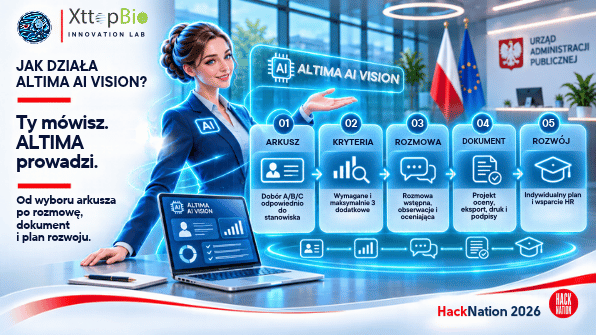 XttopBio
INNOVATION LAB
JAK DZIAŁA
ALTIMA AI VISION?
Ty mówisz.
ALTIMA
prowadzi.
Od wyboru arkusza
po rozmowę,
dokument
i plan rozwoju.
AI
AI ALTIMA AI VISION
URZĄD
ADMINISTRACJI
PUBLICZNEJ
01
ARKUSZ
Dobór A/B/C
odpowiednio
do
stanowiska
02
KRYTERIA
Wymagane i
maksymalnie 3
dodatkowe
03
ROZMOWA
Rozmowa
wstępna,
obserwacje i
oceniająca
04
DOKUMENT
Projekt
oceny,
eksport, druk i
podpisy
05
ROZWÓJ
Indywidualny plan
i wsparcie HR
ALTIMA
AI VISION
HackNation 2026
HACK
NATION